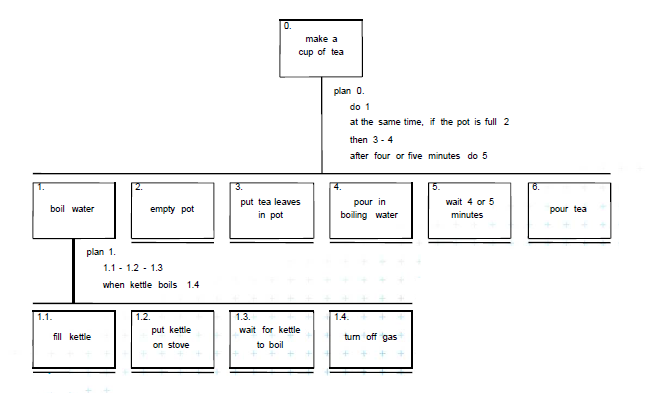 0.
make a
cup of tea
plan 0.
do 1
at the same time, if the pot is full 2
then 3 - 4
after four or five minutes do 5
1.
boil water
2.
empty pot
3.
put tea leaves
in pot
4.
pour in
boiling water
5.
wait 4 or 5
minutes
6.
pour tea
plan 1.
1.1 - 1.2 - 1.3
when kettle boils 1.4
1.1.
fill kettle
1.2.
put kettle
on stove
1.3.
wait for kettle
to boil
1.4.
turn off gas